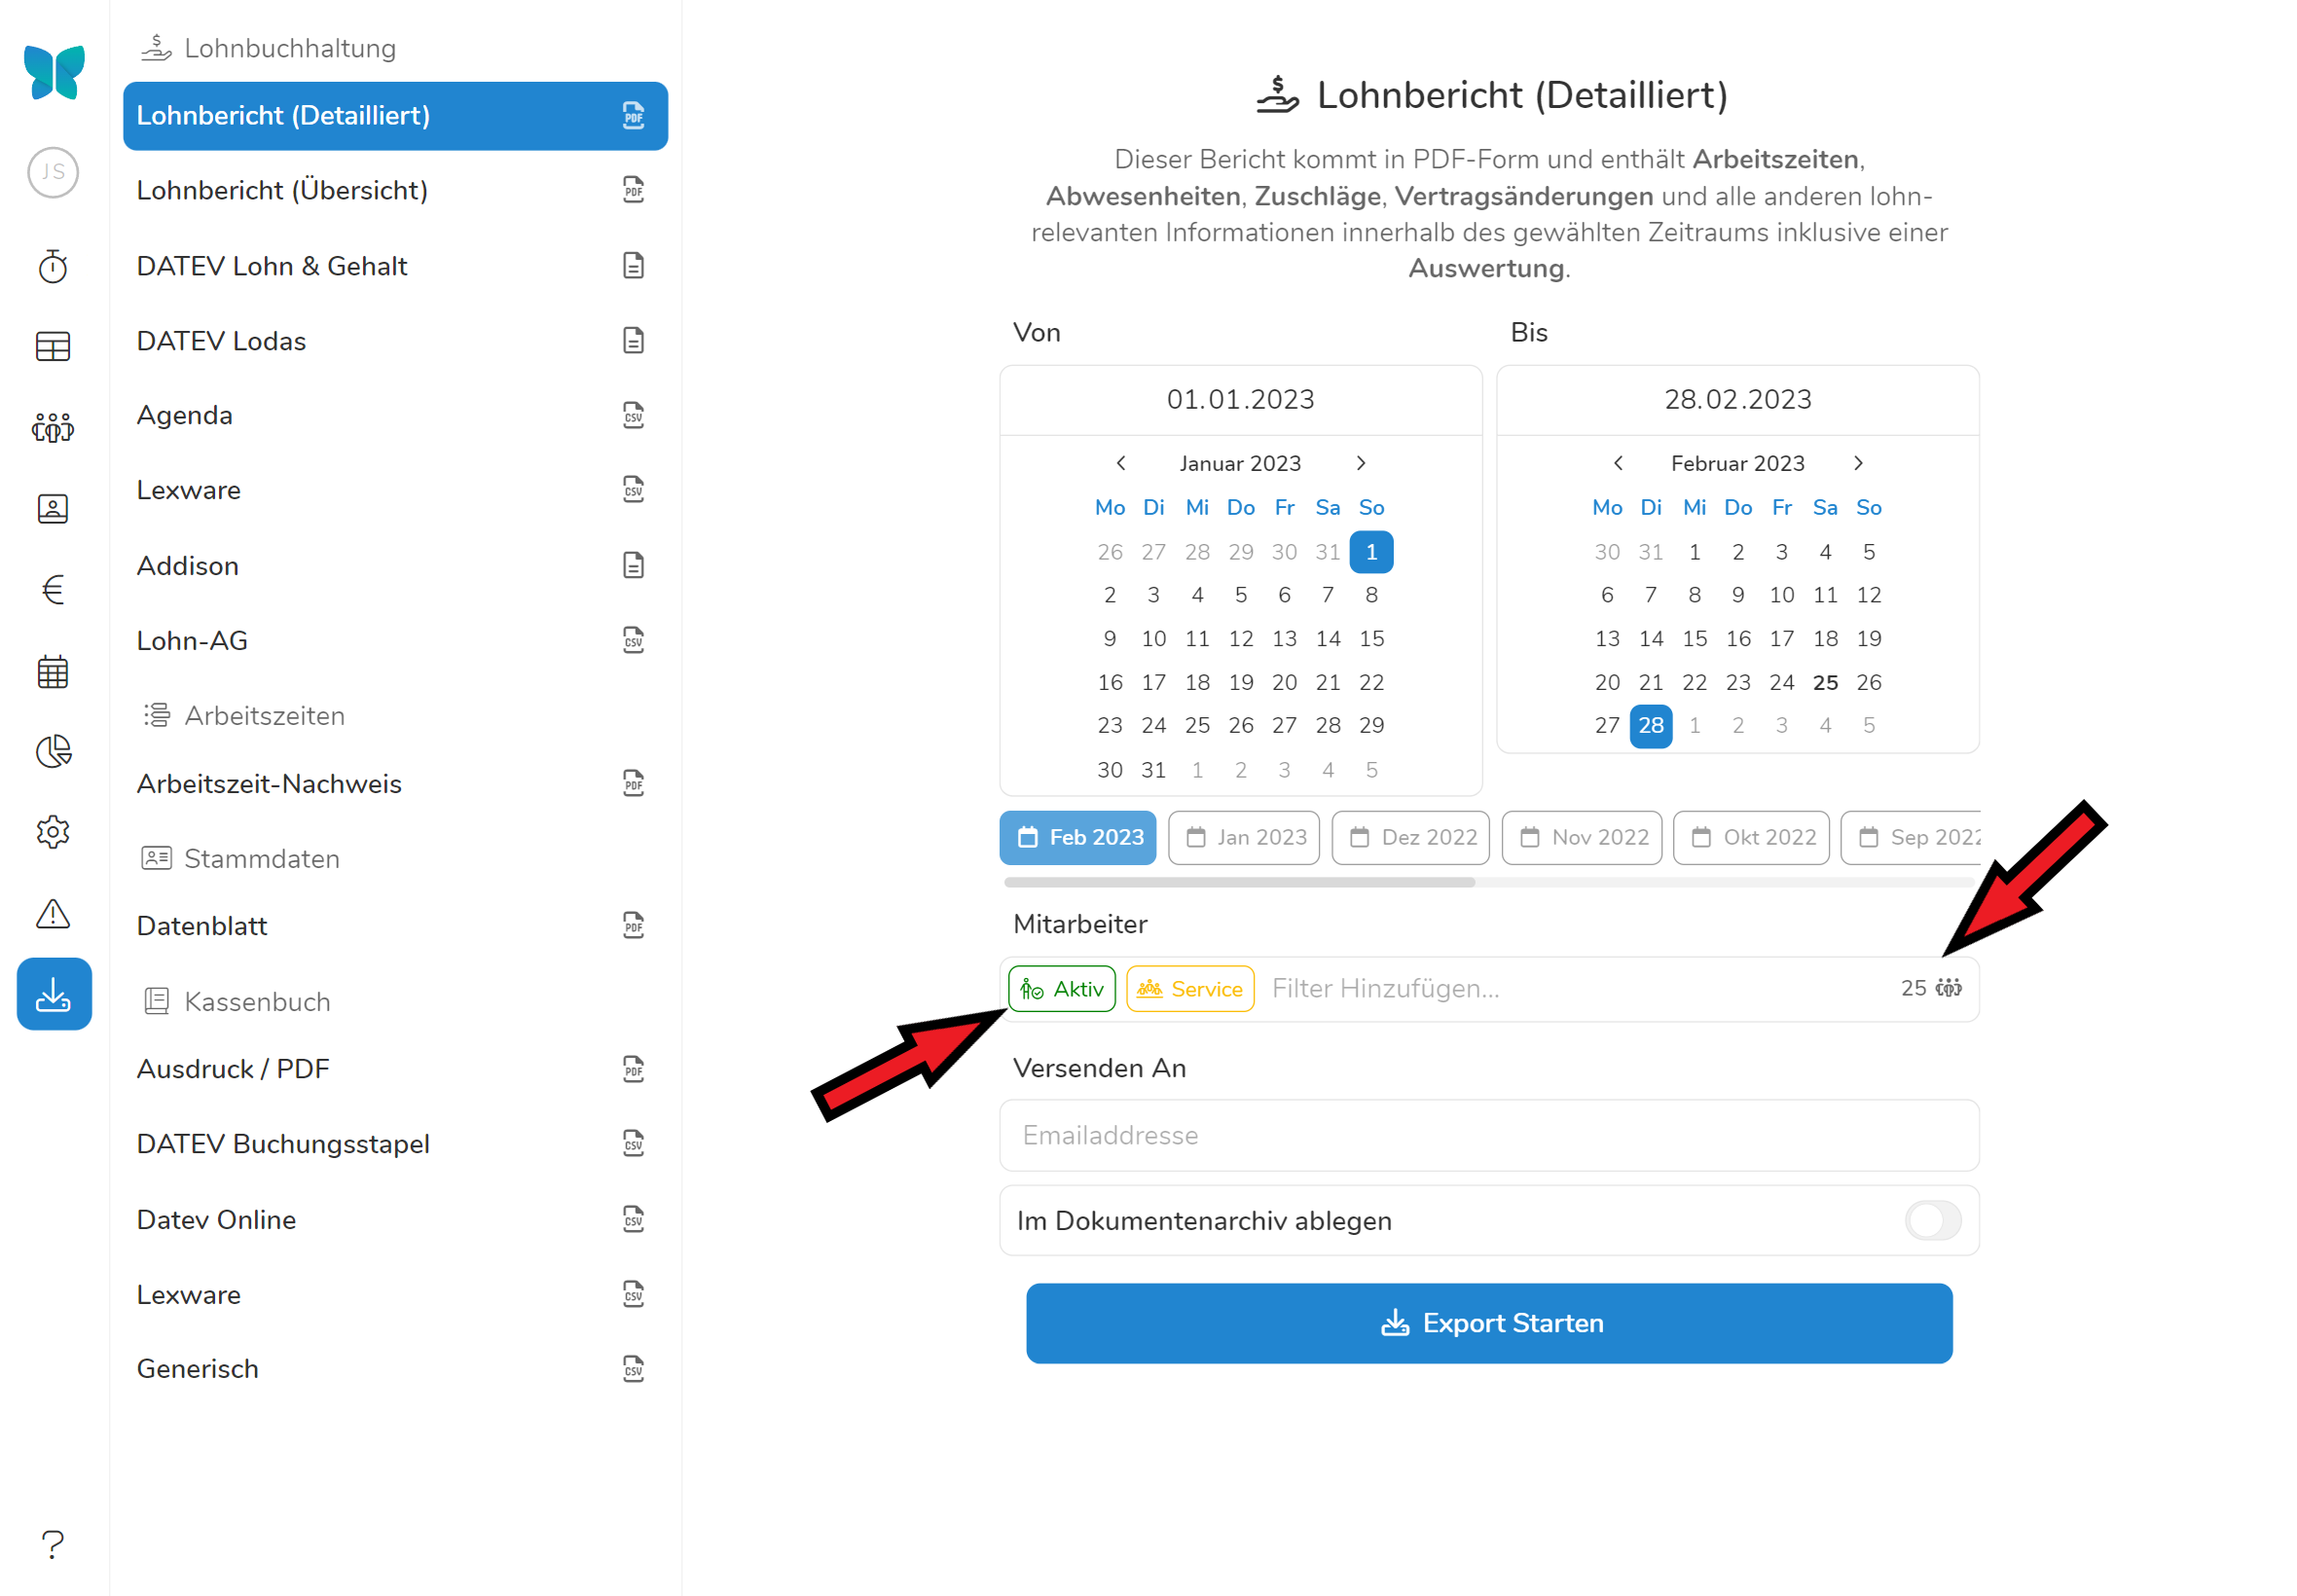 JS
Lohnbuchhaltung
Lohnbericht (Detailliert) PDF
Lohnbericht (Übersicht) PDF
DATEV Lohn & Gehalt
DATEV Lodas
Agenda CSV
Lexware CSV
Addison
Lohn-AG CSV
Arbeitszeiten
Arbeitszeit-Nachweis PDF
Stammdaten
Datenblatt PDF
Kassenbuch
Ausdruck / PDF PDF
DATEV Buchungsstapel CSV
Datev Online CSV
Lexware CSV
Generisch CSV
?
Lohnbericht (Detailliert)
Dieser Bericht kommt in PDF-Form und enthält Arbeitszeiten,
Abwesenheiten, Zuschläge, Vertragsänderungen und alle anderen lohn-
relevanten Informationen innerhalb des gewählten Zeitraums inklusive einer
Auswertung.
Von
01.01.2023
Januar 2023
Mo Di Mi Do Fr Sa So
26 27 28 29 30 31 1
2 3 4 5 6 7 8
9 10 11 12 13 14 15
16 17 18 19 20 21 22
23 24 25 26 27 28 29
30 31 1 2 3 4 5
Bis
28.02.2023
Februar 2023
Mo Di Mi Do Fr Sa So
30 31 1 2 3 4 5
6 7 8 9 10 11 12
13 14 15 16 17 18 19
20 21 22 23 24 25 26
27 28 1 2 3 4 5
Feb 2023 Jan 2023 Dez 2022 Nov 2022 Okt 2022 Sep 2022
Mitarbeiter
Aktiv Service Filter Hinzufügen... 25
Versenden An
Emailaddresse
Im Dokumentenarchiv ablegen
Export Starten